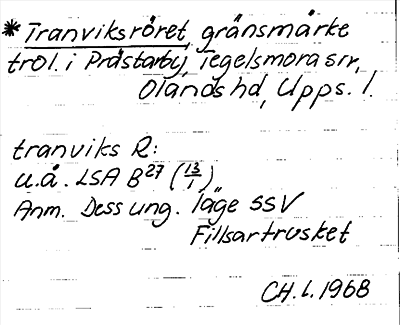 *Tranviksröret, gränsmärke
trol. i Prästarby, Tegelsmora srr,
Olands hd, Upps. l.
tranviks R:
u.å. LSA B27 (13/1)
Anm. Dess ung. läge SSV
Fillsartrusket
CH.L. 1968